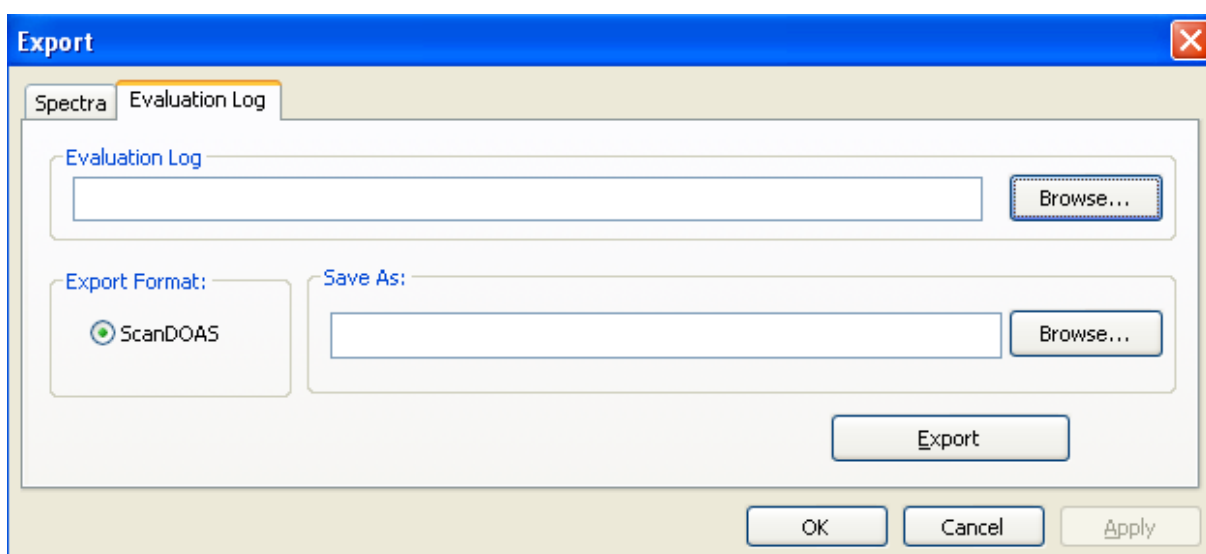 Export
Spectra Evaluation Log
Evaluation Log
Browse...
Export Format:
Save As:
ScanDOAS
Browse...
Export
OK Cancel Apply